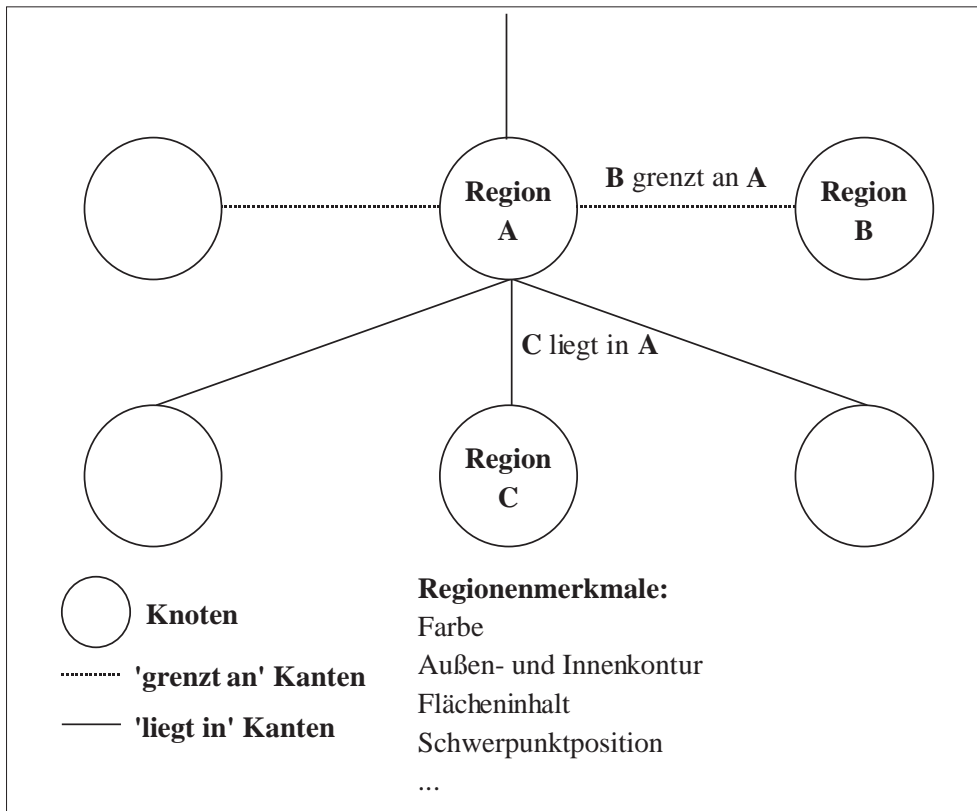 Region
A
B grenzt an A
Region
B
C liegt in A
Region
C
Knoten
'grenzt an' Kanten
'liegt in' Kanten
Regionenmerkmale:
Farbe
Außen- und Innenkontur
Flächeninhalt
Schwerpunktposition
...